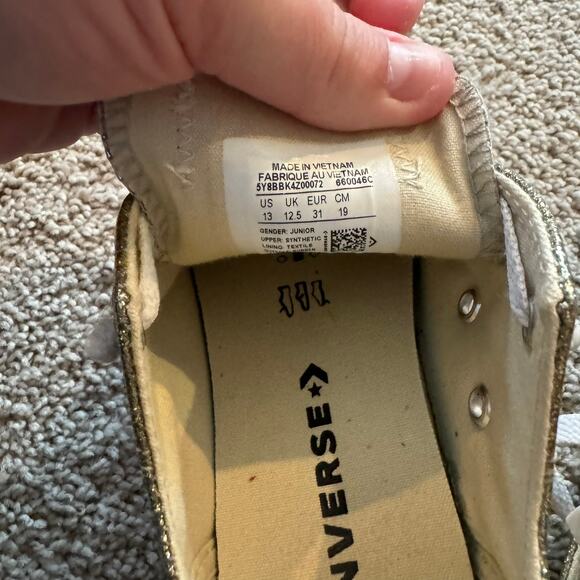 MADE IN VIETNAM
FABRIQUE AU VIETNAM
5Y8BBK4Z00072 660046C
US UK EUR CM
13 12.5 31 19
GENDER: JUNIOR
UPPER: SYNTHETIC
LINING: TEXTILE
NVERSE